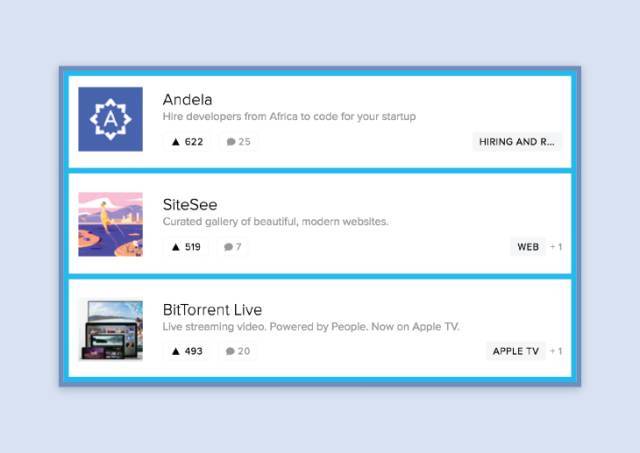 A
Andela
Hire developers from Africa to code for your startup
▲ 622 25 HIRING AND R...
SiteSee
Curated gallery of beautiful, modern websites.
▲ 519 7 WEB + 1
BitTorrent Live
Live streaming video. Powered by People. Now on Apple TV.
▲ 493 20 APPLE TV + 1